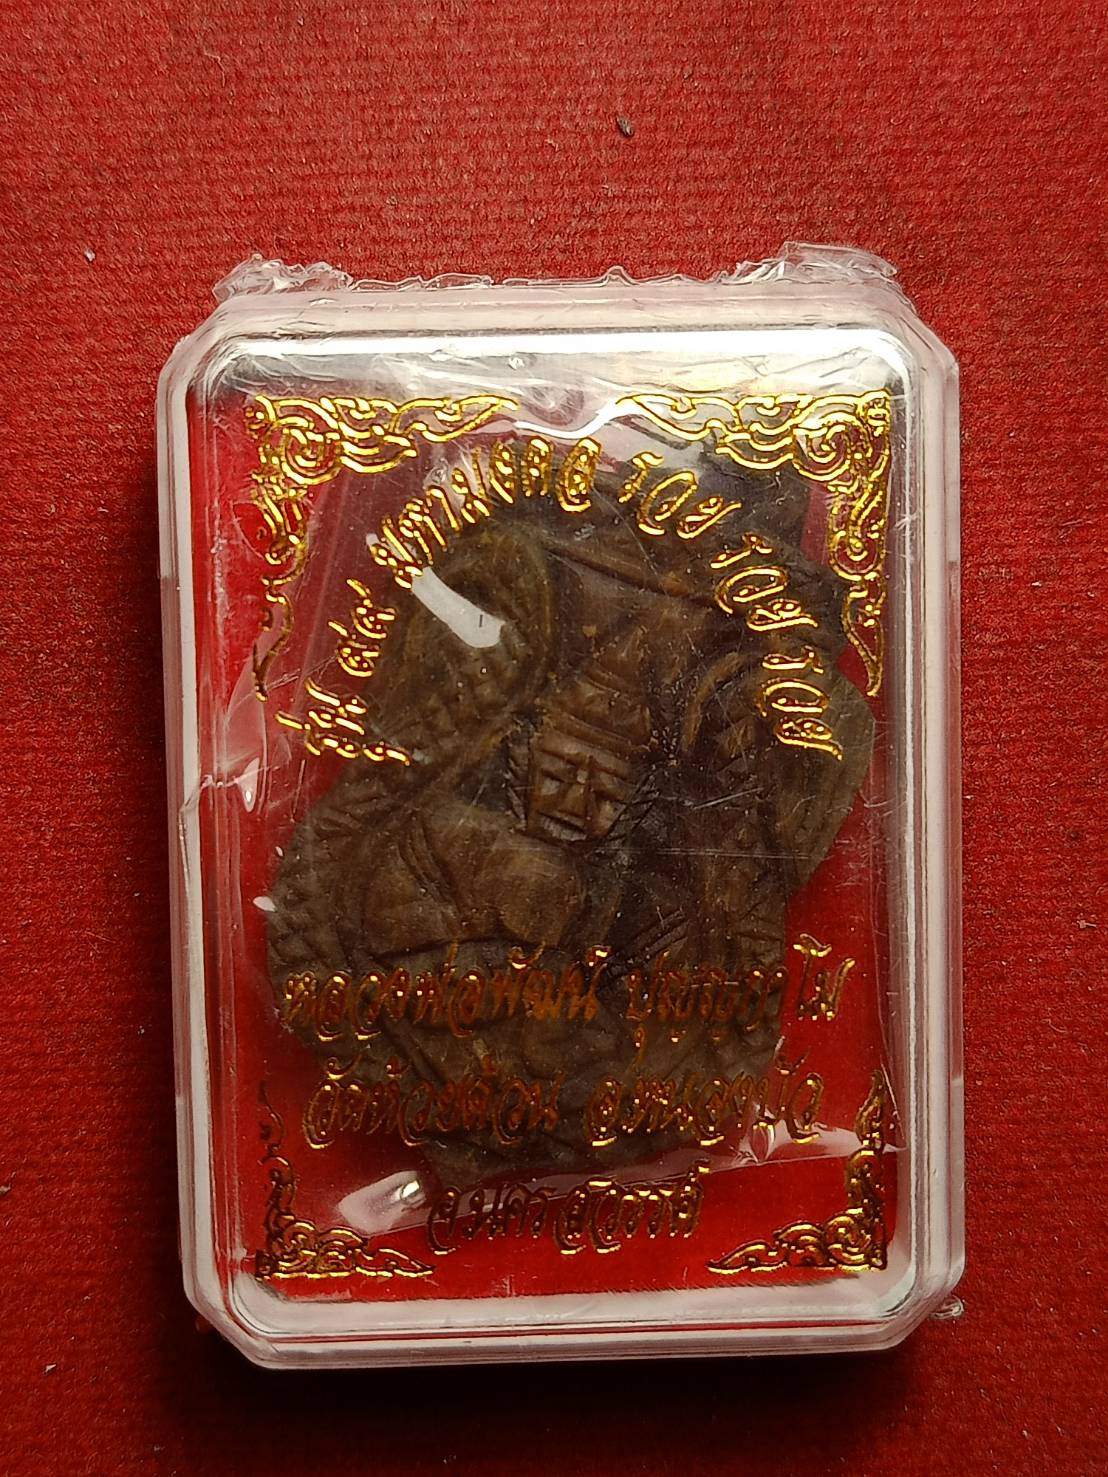 รุ่น ๙๙ มหามงคล รวย รวย รวย
หลวงพ่อพัฒน์ ปุญญกาโม
วัดห้วยด้วน อ.หนองบัว
จ.นครสวรรค์